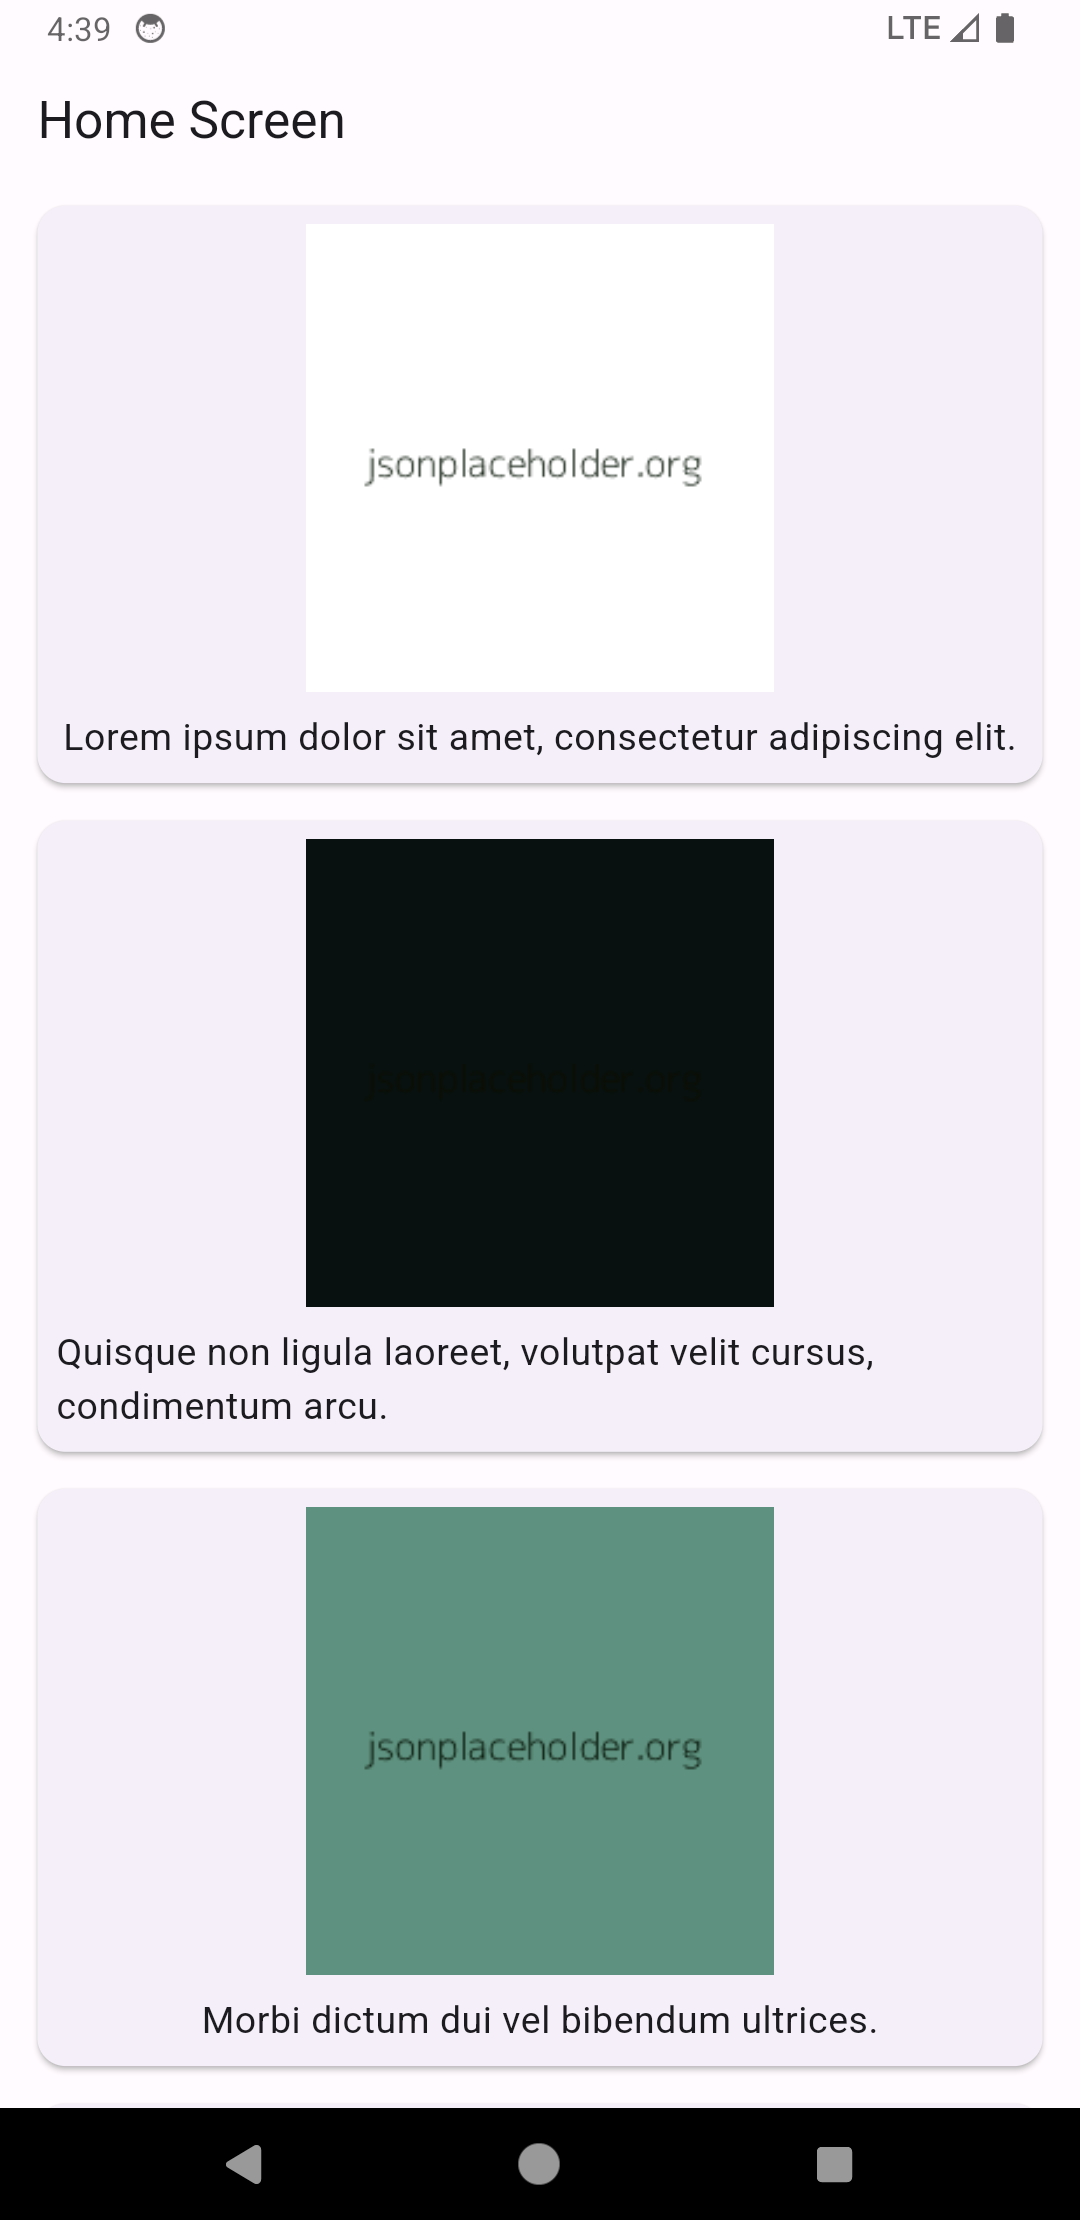 4:39 LTE
Home Screen
jsonplaceholder.org
Lorem ipsum dolor sit amet, consectetur adipiscing elit.
jsonplaceholder.org
Quisque non ligula laoreet, volutpat velit cursus,
condimentum arcu.
jsonplaceholder.org
Morbi dictum dui vel bibendum ultrices.